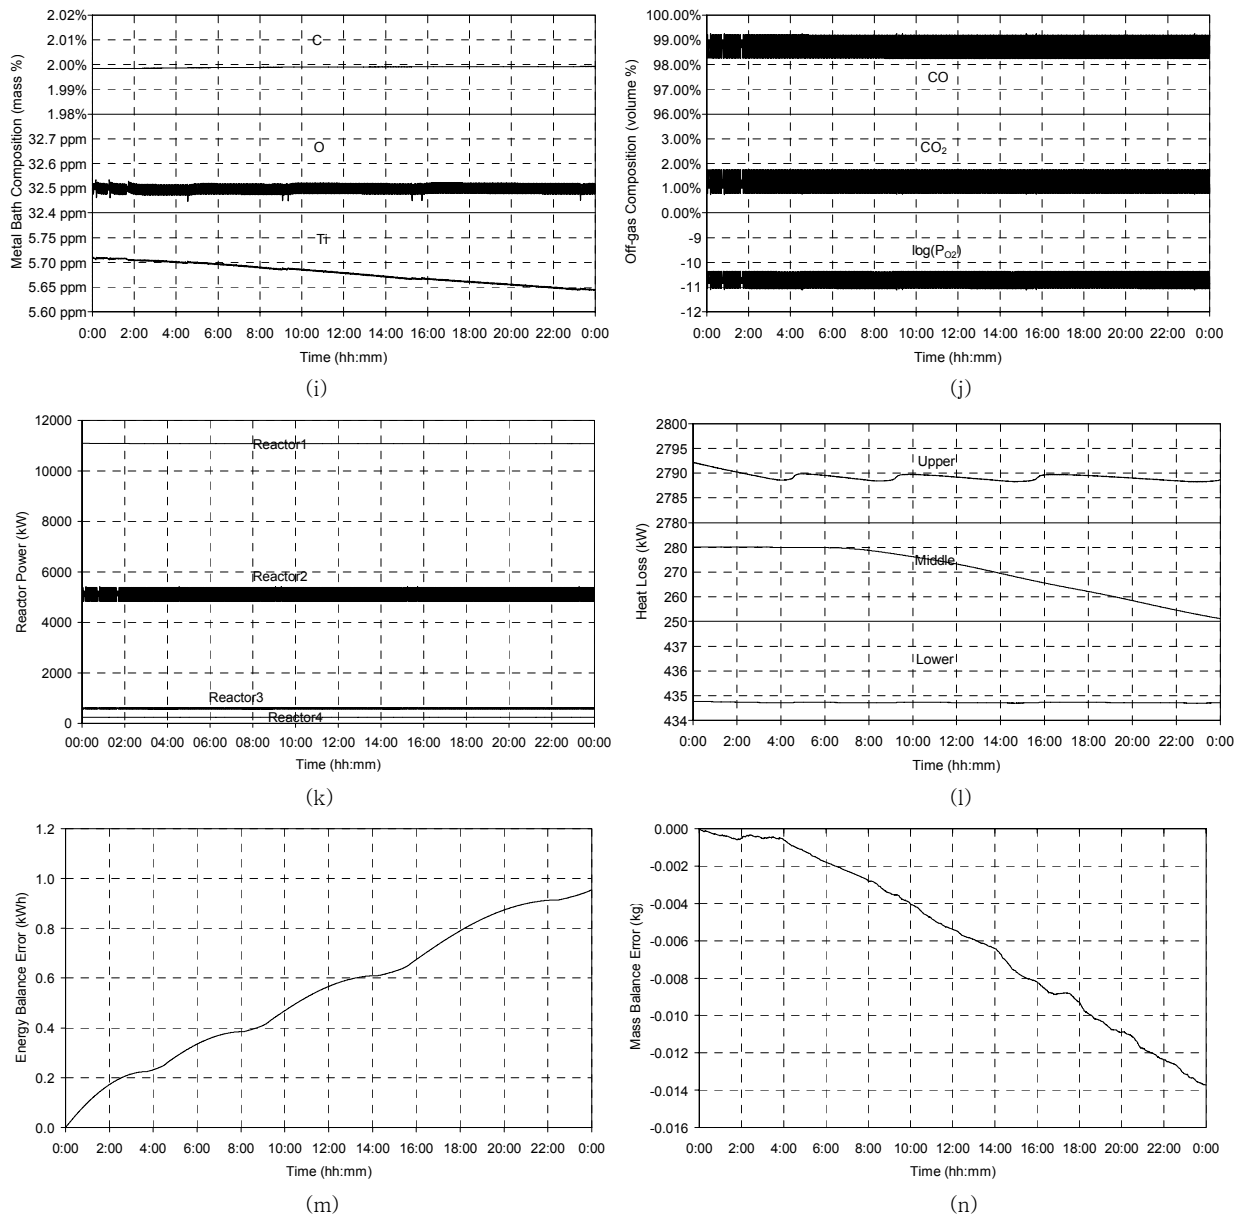 2.02%
2.01%
2.00%
1.99%
1.98%
32.7 ppm
32.6 ppm
32.5 ppm
32.4 ppm
5.75 ppm
5.70 ppm
5.65 ppm
5.60 ppm
Metal Bath Composition (mass %)
C
O
Ti
0:00 2:00 4:00 6:00 8:00 10:00 12:00 14:00 16:00 18:00 20:00 22:00 0:00
Time (hh:mm)
(i)
100.00%
99.00%
98.00%
97.00%
96.00%
3.00%
2.00%
1.00%
0.00%
-9
-10
-11
-12
Off-gas Composition (volume %)
CO
CO₂
log(P_O2)
0:00 2:00 4:00 6:00 8:00 10:00 12:00 14:00 16:00 18:00 20:00 22:00 0:00
Time (hh:mm)
(j)
12000
10000
8000
6000
4000
2000
0
Reactor Power (kW)
Reactor1
Reactor2
Reactor3
Reactor4
00:00 02:00 04:00 06:00 08:00 10:00 12:00 14:00 16:00 18:00 20:00 22:00 00:00
Time (hh:mm)
(k)
2800
2795
2790
2785
2780
280
270
260
250
437
436
435
434
Heat Loss (kW)
Upper
Middle
Lower
0:00 2:00 4:00 6:00 8:00 10:00 12:00 14:00 16:00 18:00 20:00 22:00 0:00
Time (hh:mm)
(l)
1.2
1.0
0.8
0.6
0.4
0.2
0.0
Energy Balance Error (kWh)
0:00 2:00 4:00 6:00 8:00 10:00 12:00 14:00 16:00 18:00 20:00 22:00 0:00
Time (hh:mm)
(m)
0.000
-0.002
-0.004
-0.006
-0.008
-0.010
-0.012
-0.014
-0.016
Mass Balance Error (kg)
0:00 2:00 4:00 6:00 8:00 10:00 12:00 14:00 16:00 18:00 20:00 22:00 0:00
Time (hh:mm)
(n)